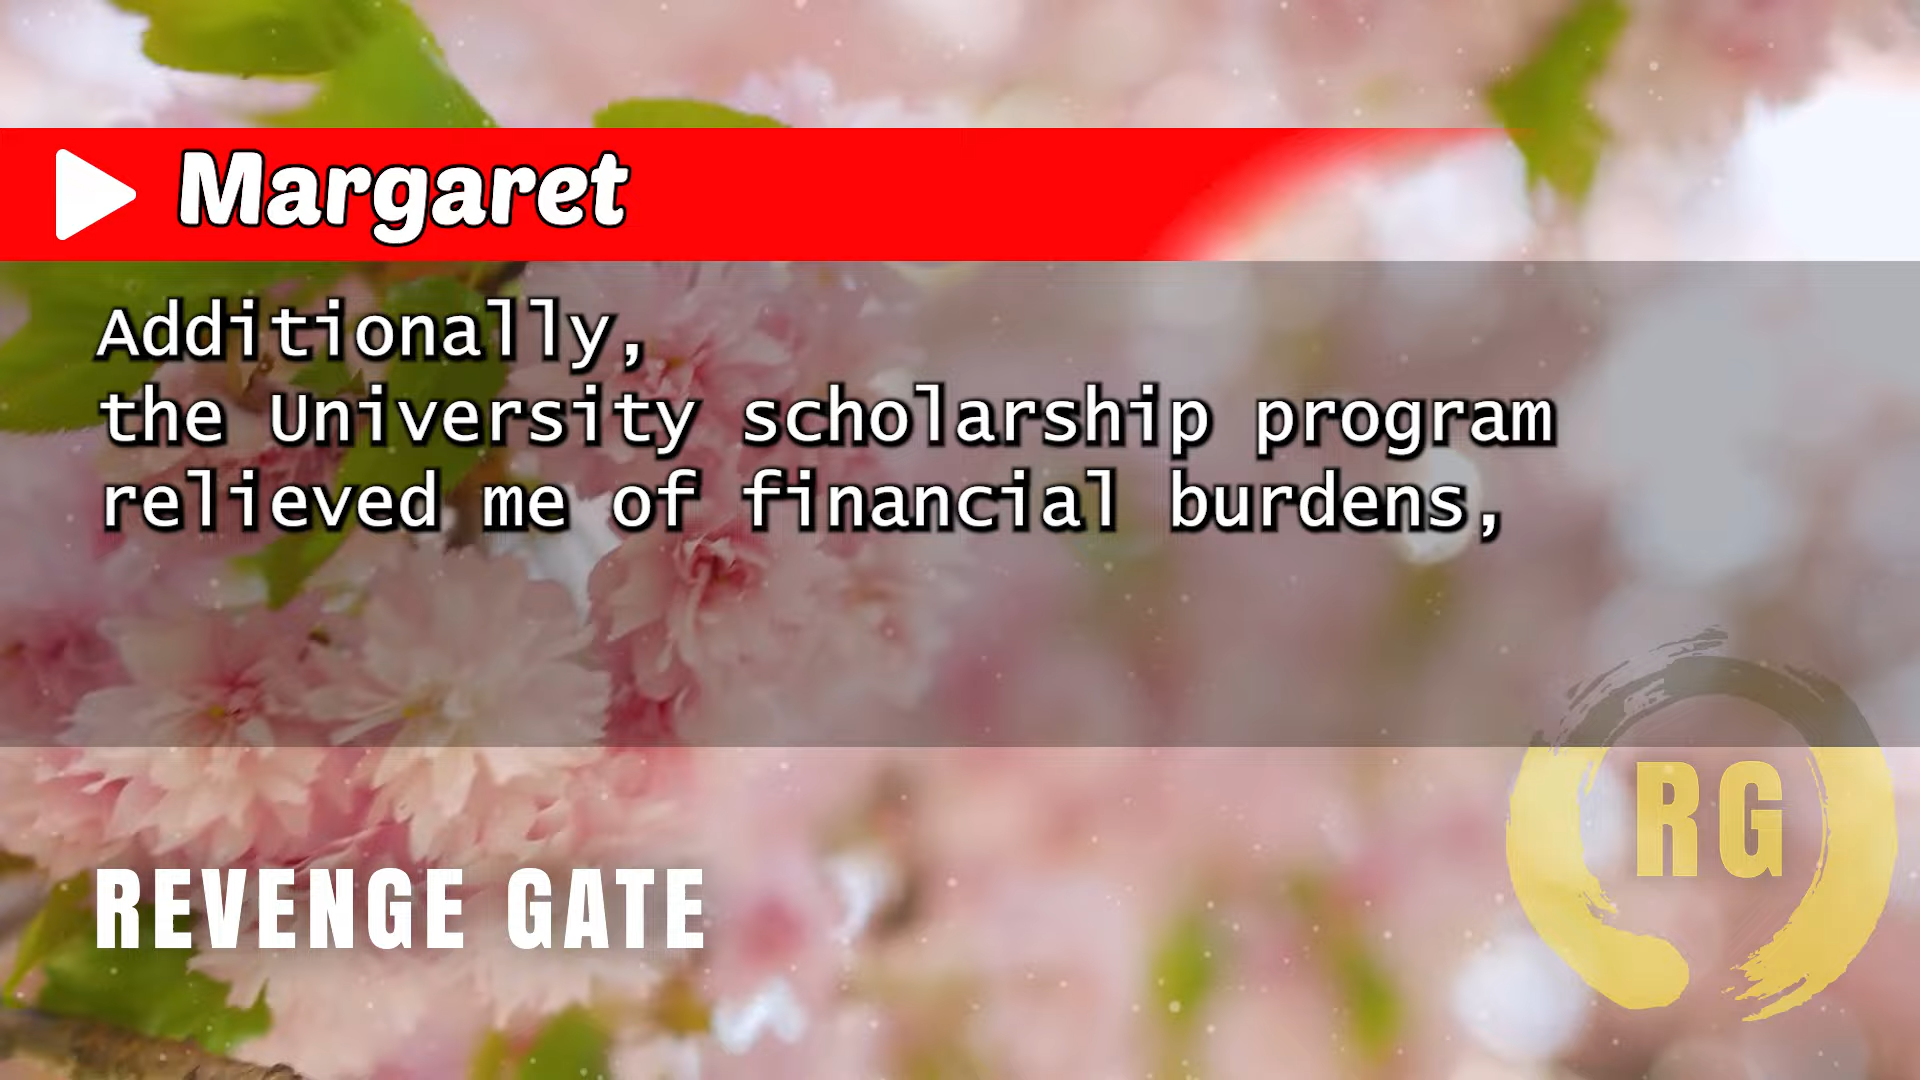 Margaret
Additionally,
the University scholarship program
relieved me of financial burdens,
RG
REVENGE GATE